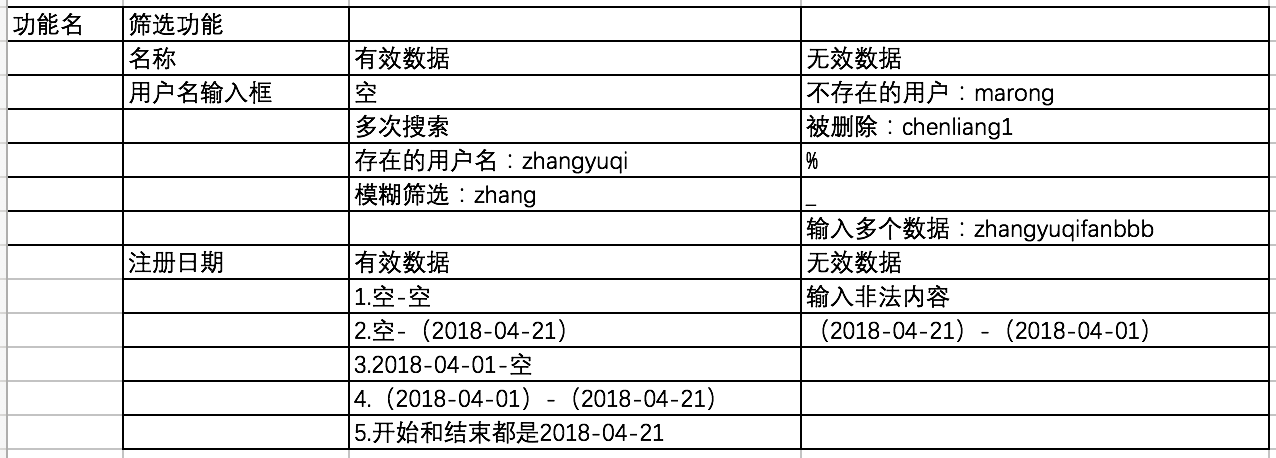 功能名 筛选功能
名称 有效数据 无效数据
用户名输入框 空 不存在的用户：marong
多次搜索 被删除：chenliang1
存在的用户名：zhangyuqi %
模糊筛选：zhang _
输入多个数据：zhangyuqifanbbb
注册日期 有效数据 无效数据
1.空-空 输入非法内容
2.空-（2018-04-21） （2018-04-21）-（2018-04-01）
3.2018-04-01-空
4.（2018-04-01）-（2018-04-21）
5.开始和结束都是2018-04-21